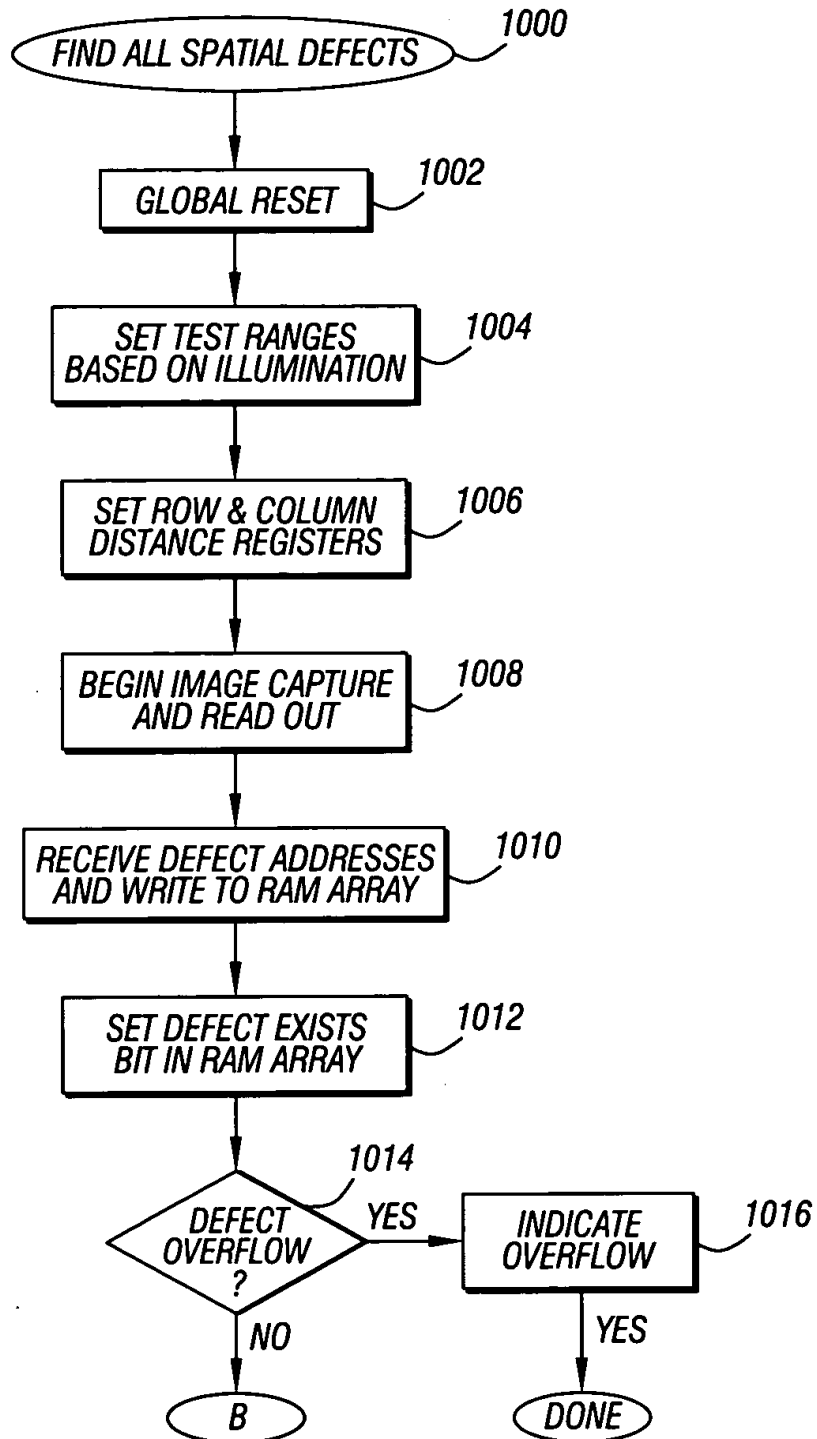 FIND ALL SPATIAL DEFECTS
1000
GLOBAL RESET
1002
SET TEST RANGES
BASED ON ILLUMINATION
1004
SET ROW & COLUMN
DISTANCE REGISTERS
1006
BEGIN IMAGE CAPTURE
AND READ OUT
1008
RECEIVE DEFECT ADDRESSES
AND WRITE TO RAM ARRAY
1010
SET DEFECT EXISTS
BIT IN RAM ARRAY
1012
DEFECT
OVERFLOW
?
1014
YES
INDICATE
OVERFLOW
1016
NO
YES
B
DONE